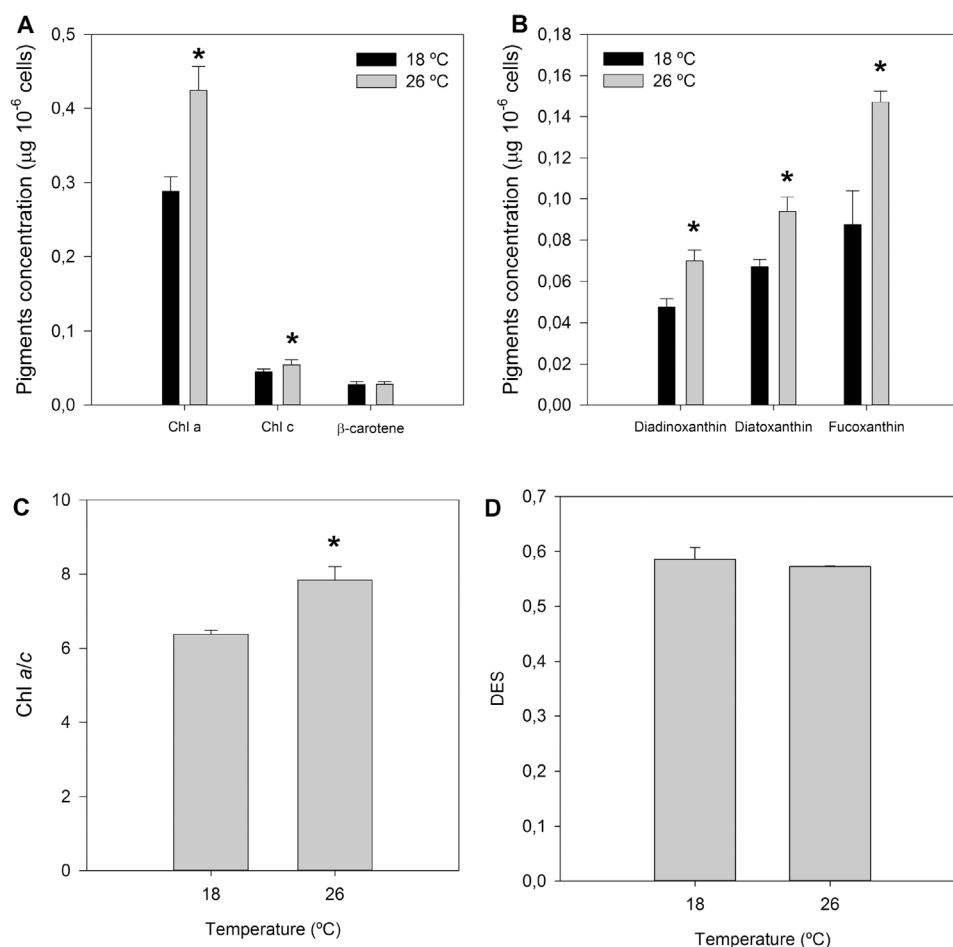 A
Pigments concentration (μg 10⁻⁶ cells)
0,5
0,4
0,3
0,2
0,1
0,0
18 ºC
26 ºC
*
*
Chl a
Chl c
β-carotene
B
Pigments concentration (μg 10⁻⁶ cells)
0,18
0,16
0,14
0,12
0,10
0,08
0,06
0,04
0,02
0,00
18 ºC
26 ºC
*
*
*
Diadinoxanthin
Diatoxanthin
Fucoxanthin
C
Chl a/c
10
8
6
4
2
0
*
18
26
Temperature (ºC)
D
DES
0,7
0,6
0,5
0,4
0,3
0,2
0,1
0,0
18
26
Temperature (ºC)